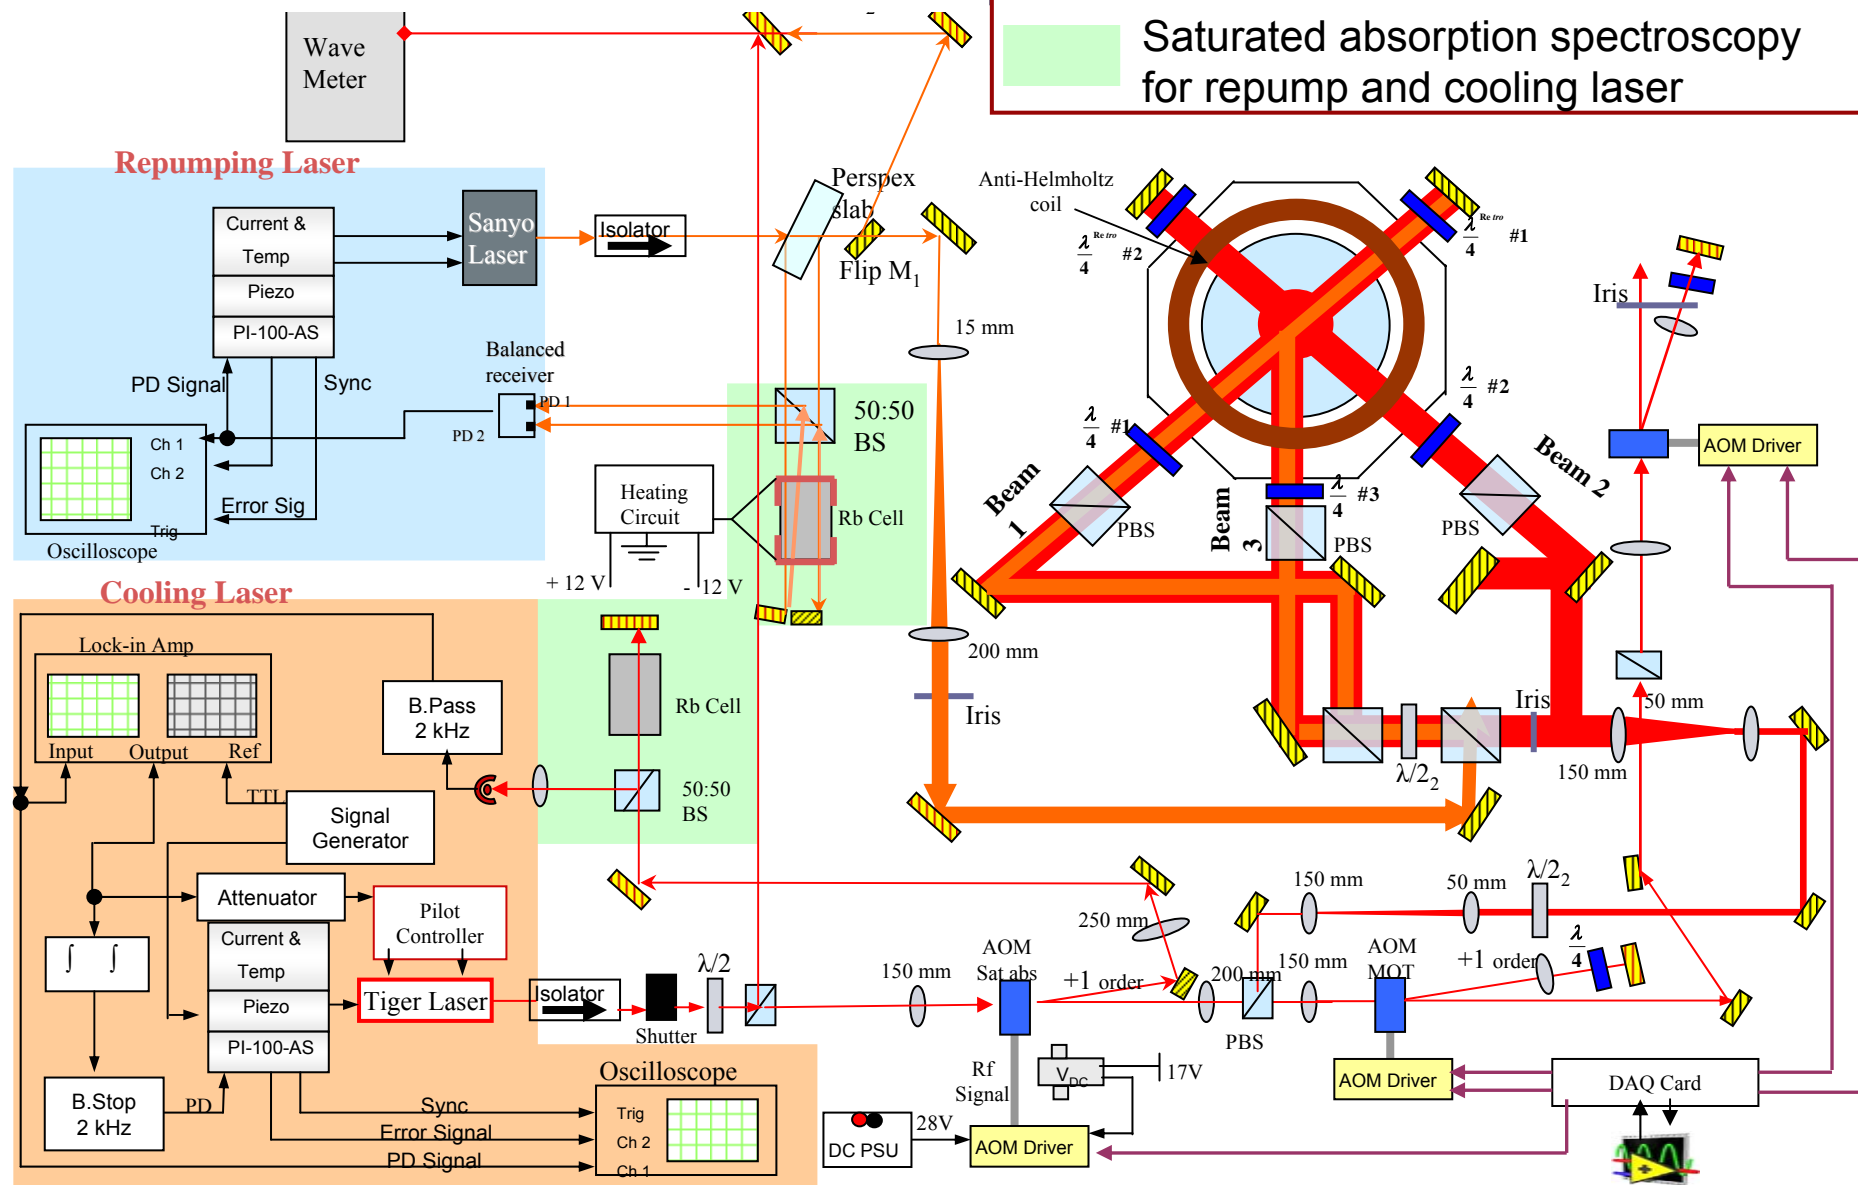 2
Saturated absorption spectroscopy
for repump and cooling laser
Wave
Meter
Repumping Laser
Current &
Temp
Piezo
PI-100-AS
Sanyo
Laser
Isolator
Perspex
slab
Flip M1
PD Signal
Sync
Balanced
receiver
PD 1
PD 2
Ch 1
Ch 2
Error Sig
Trig
Oscilloscope
50:50
BS
Heating
Circuit
Rb Cell
+ 12 V
- 12 V
15 mm
200 mm
Iris
Anti-Helmholtz
coil
λ/4 Retro #2
λ/4 Retro #1
λ/4 #1
λ/4 #2
λ/4 #3
Beam
1
Beam
3
Beam 2
PBS
PBS
PBS
Iris
AOM Driver
50 mm
Iris
150 mm
λ/22
Cooling Laser
Lock-in Amp
Input
Output
Ref
B.Pass
2 kHz
Rb Cell
50:50
BS
TTL
Signal
Generator
Attenuator
Pilot
Controller
∫ ∫
Current &
Temp
Piezo
PI-100-AS
Tiger Laser
Isolator
Shutter
λ/2
150 mm
AOM
Sat abs
+1 order
250 mm
200 mm
PBS
150 mm
150 mm
50 mm
λ/22
AOM
MOT
+1 order
λ/4
B.Stop
2 kHz
PD
Sync
Error Signal
PD Signal
Oscilloscope
Trig
Ch 2
Ch 1
Rf
Signal
VDC
17V
DC PSU
28V
AOM Driver
AOM Driver
DAQ Card